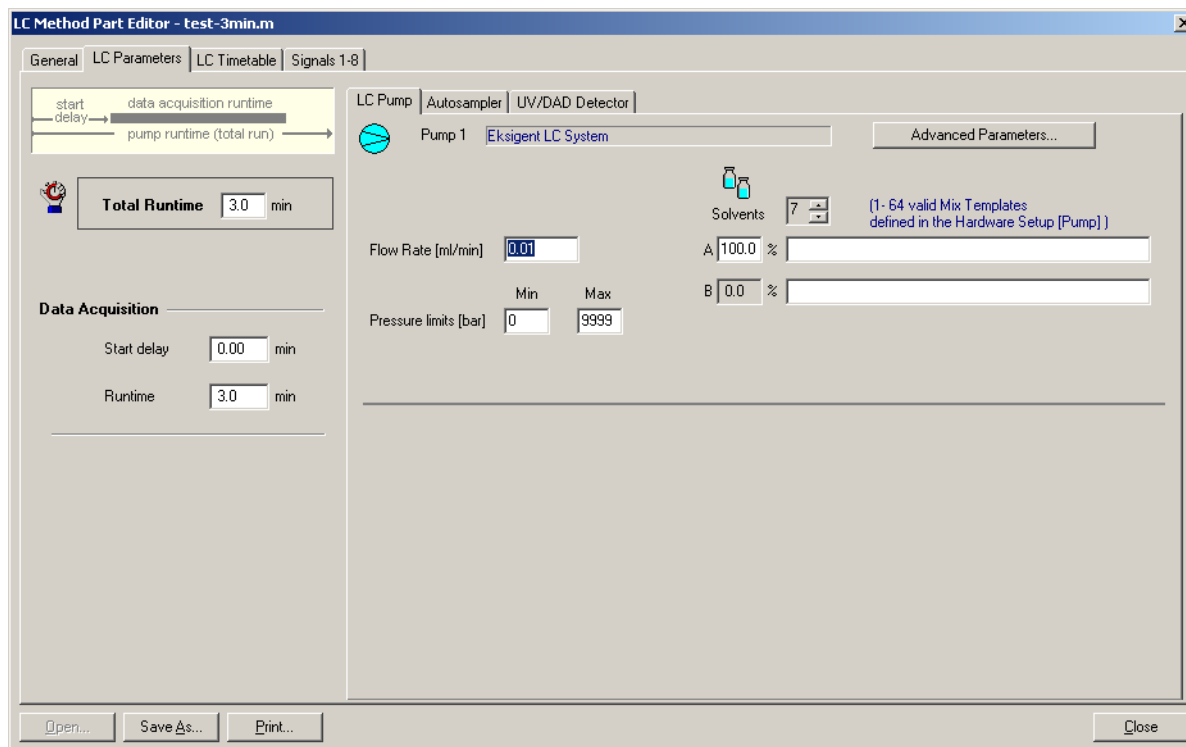 LC Method Part Editor - test-3min.m
General LC Parameters LC Timetable Signals 1-8
start delay data acquisition runtime
pump runtime (total run)
Total Runtime 3.0 min
Data Acquisition
Start delay 0.00 min
Runtime 3.0 min
LC Pump Autosampler UV/DAD Detector
Pump 1 Eksigent LC System Advanced Parameters...
Solvents 7 (1- 64 valid Mix Templates
defined in the Hardware Setup [Pump] )
Flow Rate [ml/min] 0.01 A 100.0 %
Min Max B 0.0 %
Pressure limits [bar] 0 9999
Open... Save As... Print... Close